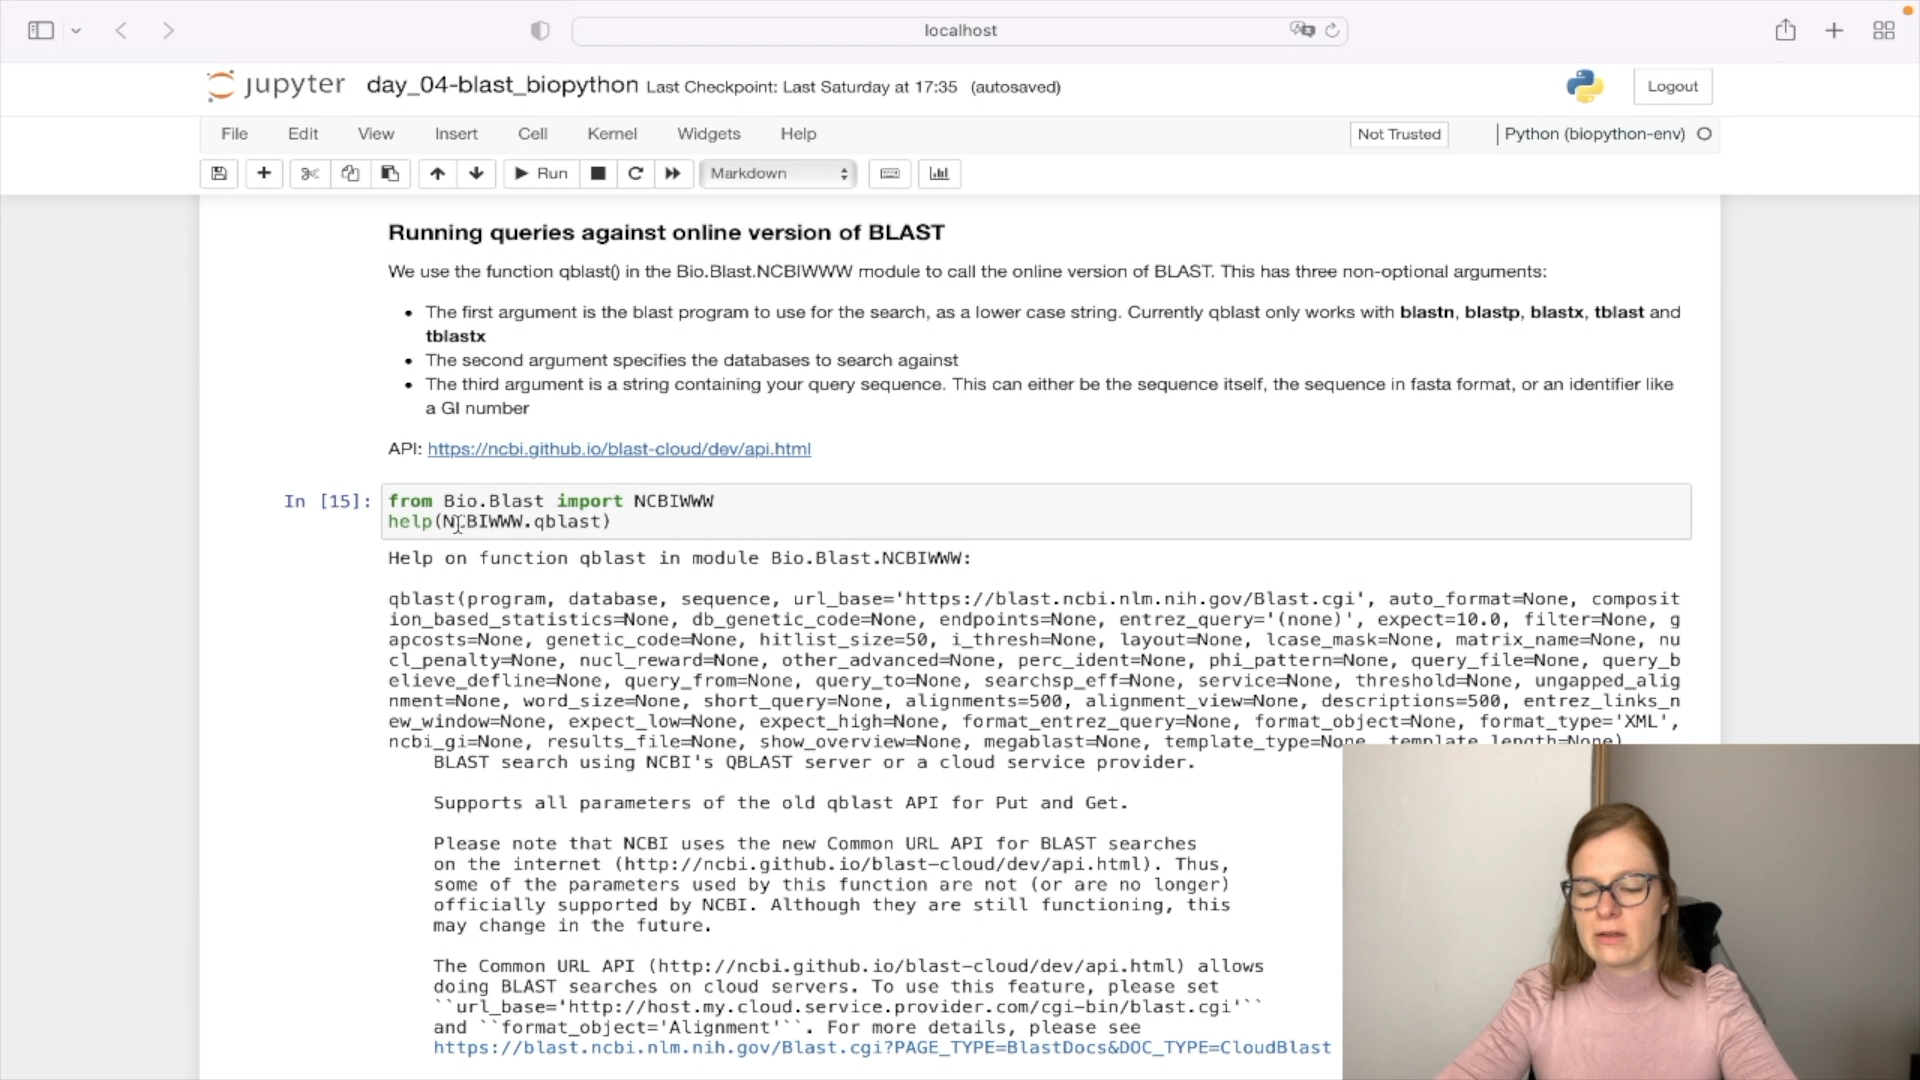 localhost
jupyter day_04-blast_biopython Last Checkpoint: Last Saturday at 17:35 (autosaved)
Logout
File Edit View Insert Cell Kernel Widgets Help
Not Trusted
Python (biopython-env)
Run
Markdown
Running queries against online version of BLAST
We use the function qblast() in the Bio.Blast.NCBIWWW module to call the online version of BLAST. This has three non-optional arguments:
• The first argument is the blast program to use for the search, as a lower case string. Currently qblast only works with blastn, blastp, blastx, tblast and
tblastx
• The second argument specifies the databases to search against
• The third argument is a string containing your query sequence. This can either be the sequence itself, the sequence in fasta format, or an identifier like
a GI number
API: https://ncbi.github.io/blast-cloud/dev/api.html
In [15]: from Bio.Blast import NCBIWWW
help(NCBIWWW.qblast)
Help on function qblast in module Bio.Blast.NCBIWWW:
qblast(program, database, sequence, url_base='https://blast.ncbi.nlm.nih.gov/Blast.cgi', auto_format=None, composit
ion_based_statistics=None, db_genetic_code=None, endpoints=None, entrez_query='(none)', expect=10.0, filter=None, g
apcosts=None, genetic_code=None, hitlist_size=50, i_thresh=None, layout=None, lcase_mask=None, matrix_name=None, nu
cl_penalty=None, nucl_reward=None, other_advanced=None, perc_ident=None, phi_pattern=None, query_file=None, query_b
elieve_defline=None, query_from=None, query_to=None, searchsp_eff=None, service=None, threshold=None, ungapped_alig
nment=None, word_size=None, short_query=None, alignments=500, alignment_view=None, descriptions=500, entrez_links_n
ew_window=None, expect_low=None, expect_high=None, format_entrez_query=None, format_object=None, format_type='XML',
ncbi_gi=None, results_file=None, show_overview=None, megablast=None, template_type=None, template_length=None)
BLAST search using NCBI's QBLAST server or a cloud service provider.
Supports all parameters of the old qblast API for Put and Get.
Please note that NCBI uses the new Common URL API for BLAST searches
on the internet (http://ncbi.github.io/blast-cloud/dev/api.html). Thus,
some of the parameters used by this function are not (or are no longer)
officially supported by NCBI. Although they are still functioning, this
may change in the future.
The Common URL API (http://ncbi.github.io/blast-cloud/dev/api.html) allows
doing BLAST searches on cloud servers. To use this feature, please set
``url_base='http://host.my.cloud.service.provider.com/cgi-bin/blast.cgi'``
and ``format_object='Alignment'``. For more details, please see
https://blast.ncbi.nlm.nih.gov/Blast.cgi?PAGE_TYPE=BlastDocs&DOC_TYPE=CloudBlast